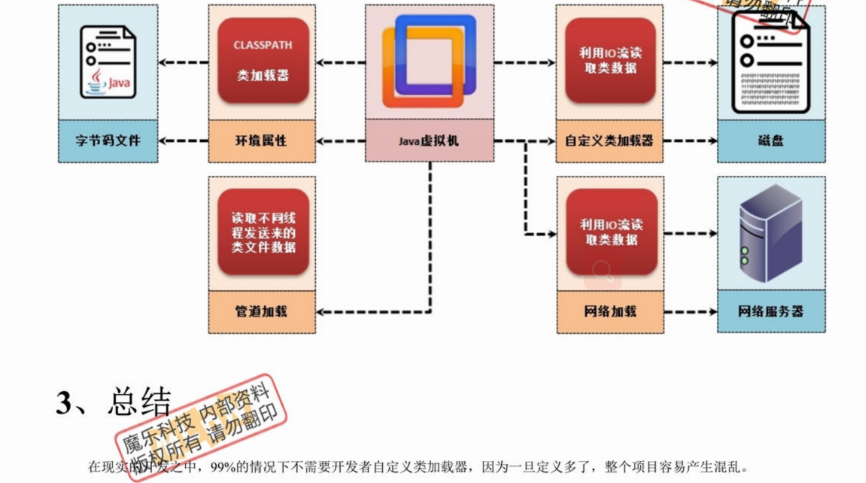 请勿翻印
CLASSPATH
类加载器
利用IO流读
取类数据
Java
字节码文件
环境属性
Java虚拟机
自定义类加载器
磁盘
读取不同线
程发送来的
类文件数据
利用IO流读
取类数据
管道加载
网络加载
网络服务器
3、总结
魔乐科技 内部资料
版权所有 请勿翻印
在现实的开发之中，99%的情况下不需要开发者自定义类加载器，因为一旦定义多了，整个项目容易产生混乱。